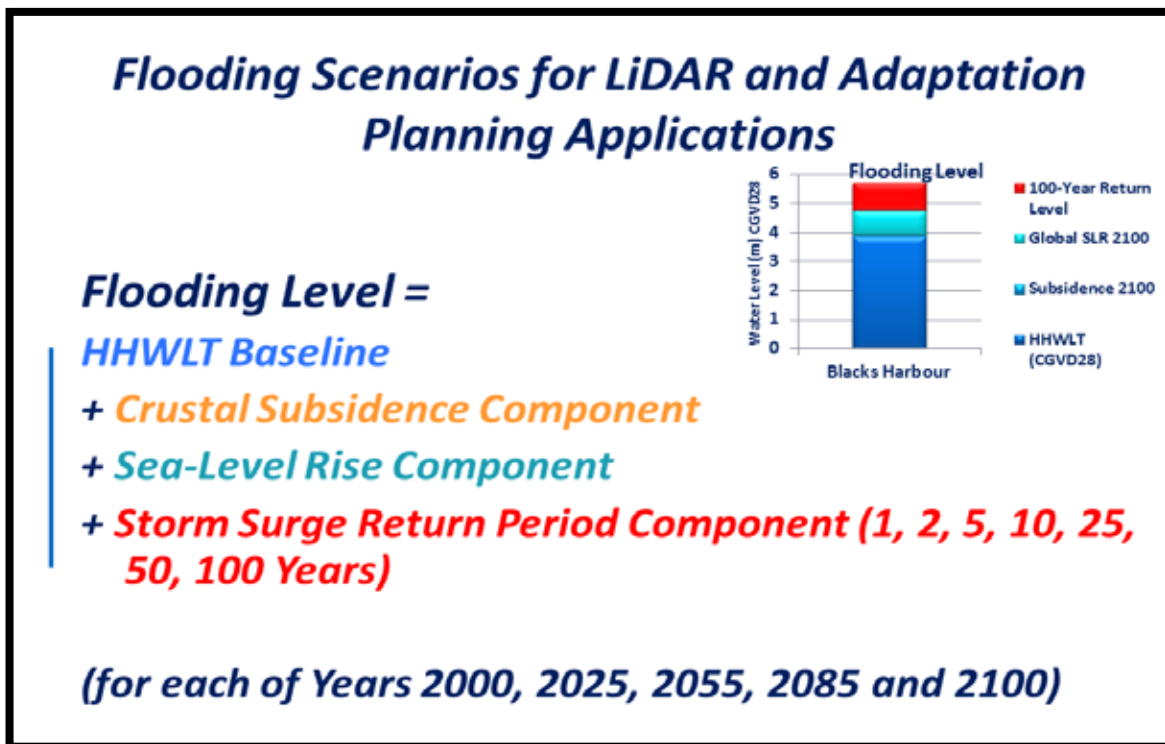 Flooding Scenarios for LiDAR and Adaptation
Planning Applications
Flooding Level
Water Level (m) CGVD28
6
5
4
3
2
1
0
Blacks Harbour
100-Year Return
Level
Global SLR 2100
Subsidence 2100
HHWLT
(CGVD28)
Flooding Level =
HHWLT Baseline
+ Crustal Subsidence Component
+ Sea-Level Rise Component
+ Storm Surge Return Period Component (1, 2, 5, 10, 25,
50, 100 Years)
(for each of Years 2000, 2025, 2055, 2085 and 2100)